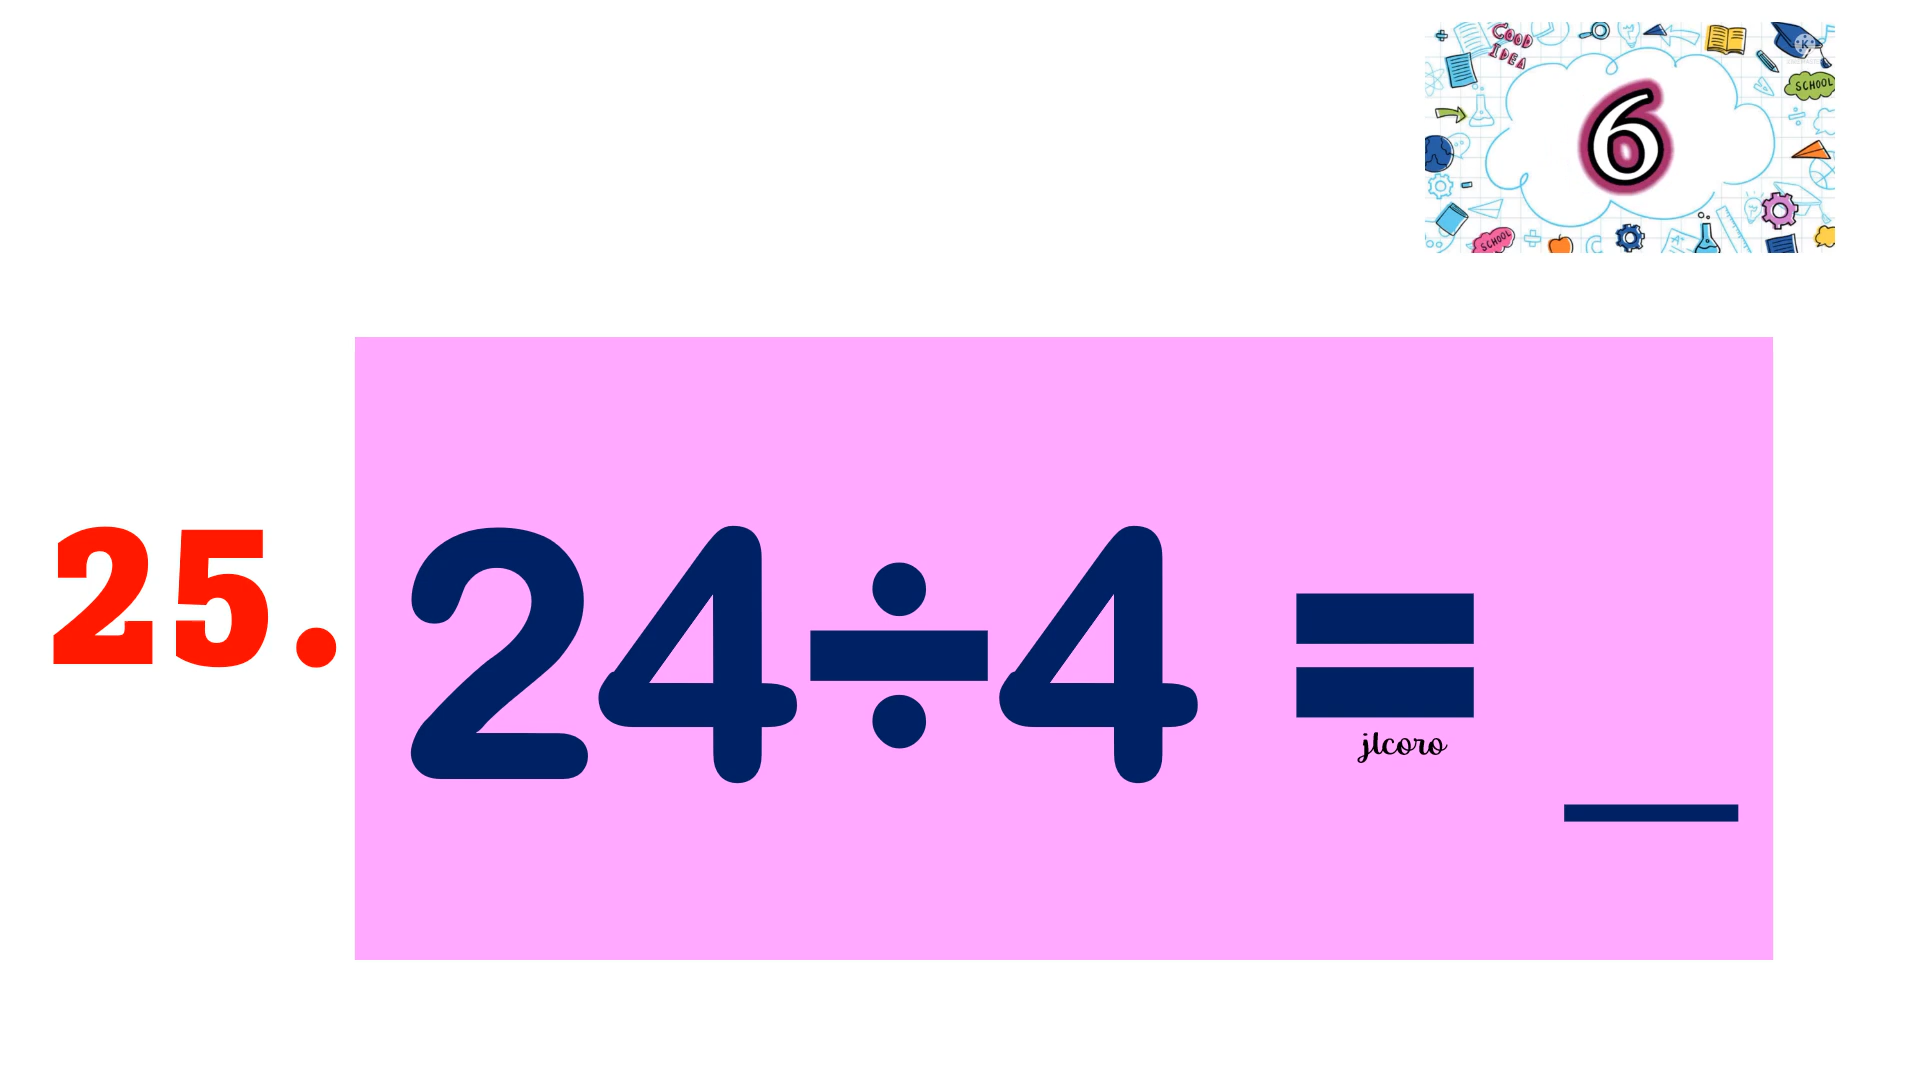 GOOD
IDEA
SCHOOL
6
SCHOOL
A+
25. 24÷4 = _
jlcoro